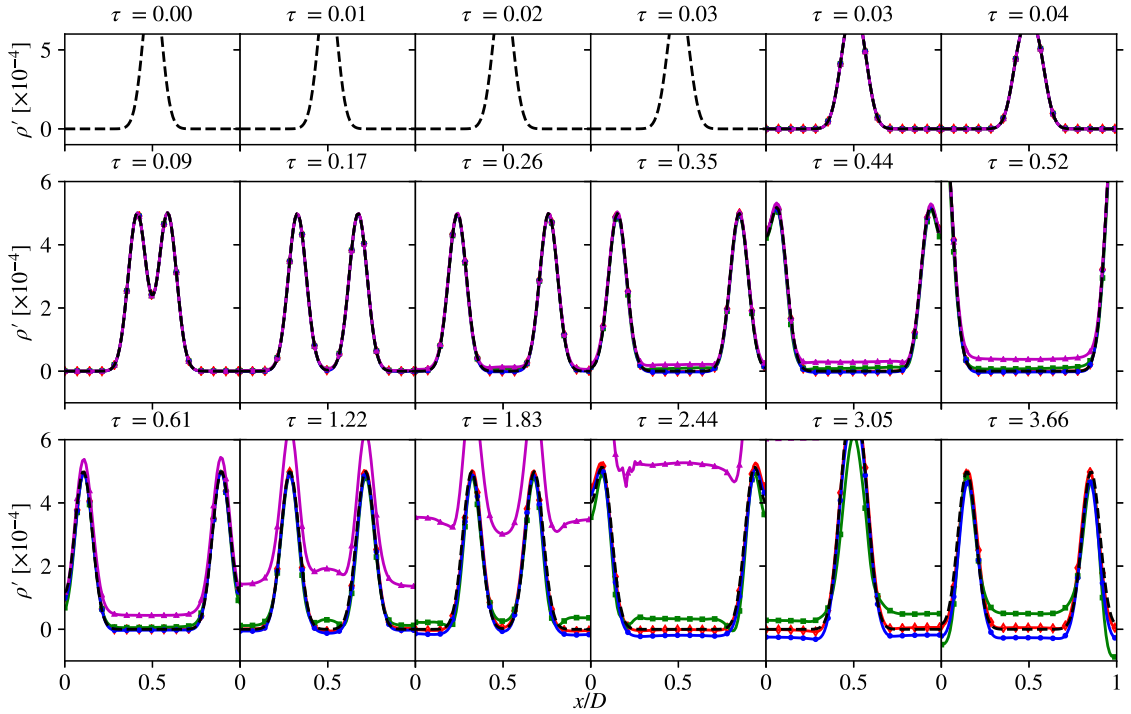 τ = 0.00 τ = 0.01 τ = 0.02 τ = 0.03 τ = 0.03 τ = 0.04
5
0
ρ′ [×10⁻⁴]
τ = 0.09 τ = 0.17 τ = 0.26 τ = 0.35 τ = 0.44 τ = 0.52
6
4
2
0
ρ′ [×10⁻⁴]
τ = 0.61 τ = 1.22 τ = 1.83 τ = 2.44 τ = 3.05 τ = 3.66
6
4
2
0
ρ′ [×10⁻⁴]
0 0.5 0 0.5 0 0.5 0 0.5 0 0.5 0 0.5 1
x/D